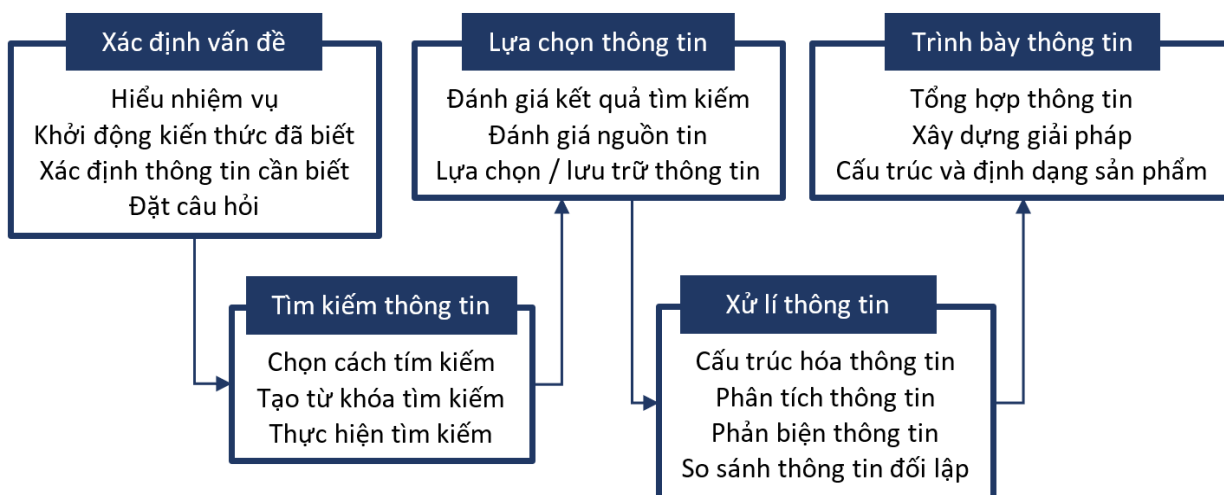 Xác định vấn đề
Hiểu nhiệm vụ
Khởi động kiến thức đã biết
Xác định thông tin cần biết
Đặt câu hỏi
Tìm kiếm thông tin
Chọn cách tím kiếm
Tạo từ khóa tìm kiếm
Thực hiện tìm kiếm
Lựa chọn thông tin
Đánh giá kết quả tìm kiếm
Đánh giá nguồn tin
Lựa chọn / lưu trữ thông tin
Xử lí thông tin
Cấu trúc hóa thông tin
Phân tích thông tin
Phản biện thông tin
So sánh thông tin đối lập
Trình bày thông tin
Tổng hợp thông tin
Xây dựng giải pháp
Cấu trúc và định dạng sản phẩm